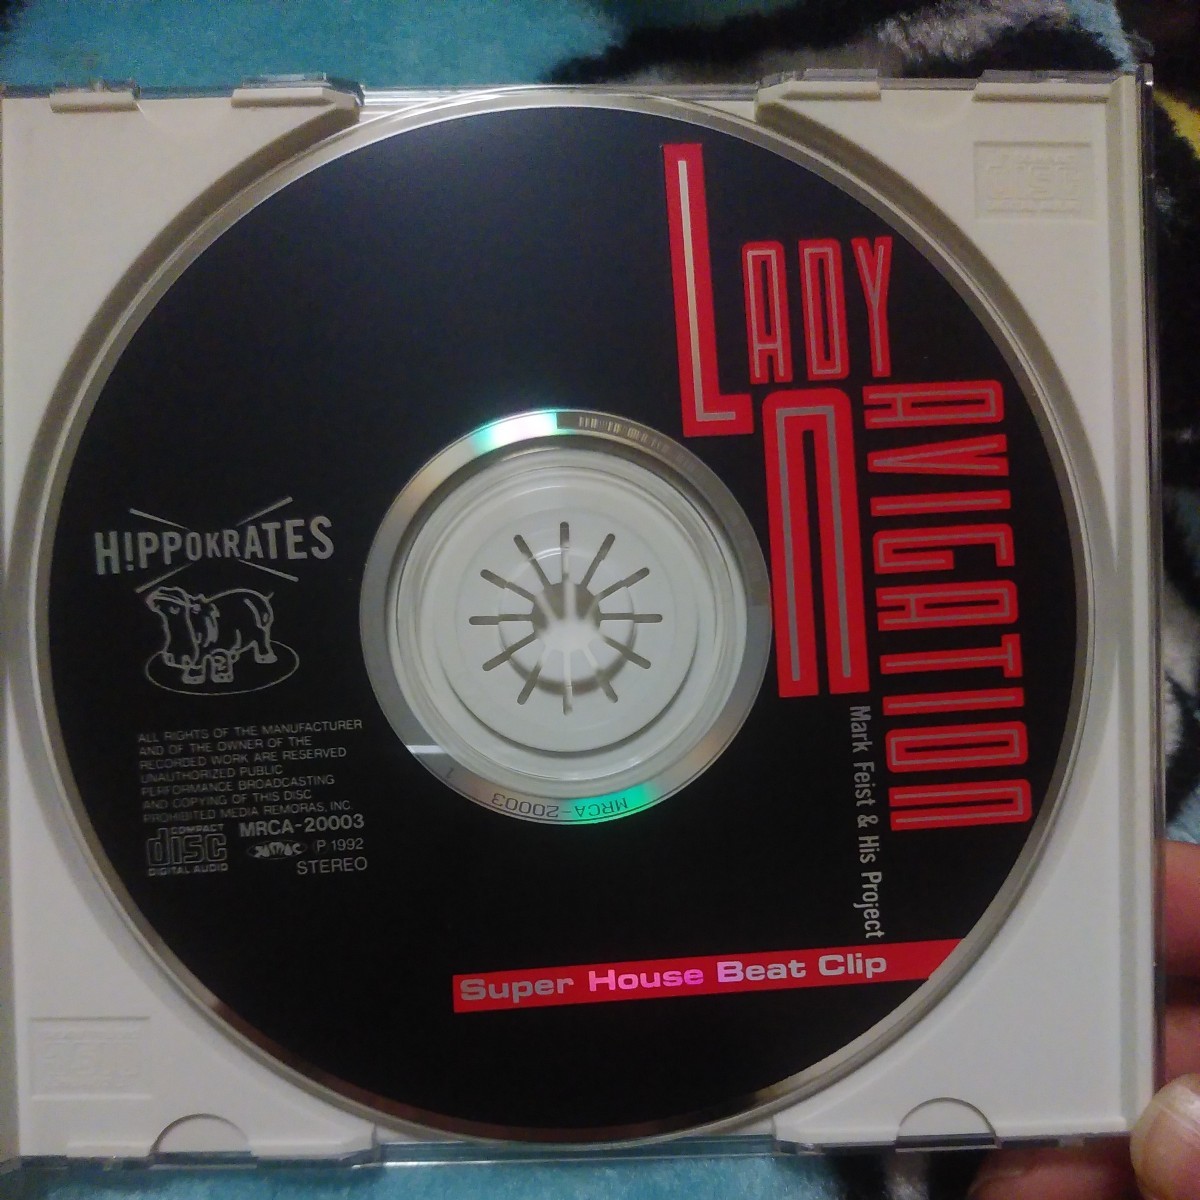 LADY
NAVIGATION
Mark Feist & His Project
Super House Beat Clip
H!PPOKRATES
ALL RIGHTS OF THE MANUFACTURER
AND OF THE OWNER OF THE
RECORDED WORK ARE RESERVED
UNAUTHORIZED PUBLIC
PERFORMANCE BROADCASTING
AND COPYING OF THIS DISC
PROHIBITED MEDIA REMORAS, INC.
MRCA-20003
COMPACT
disc
DIGITAL AUDIO
P 1992
STEREO
MRCA-20003 1